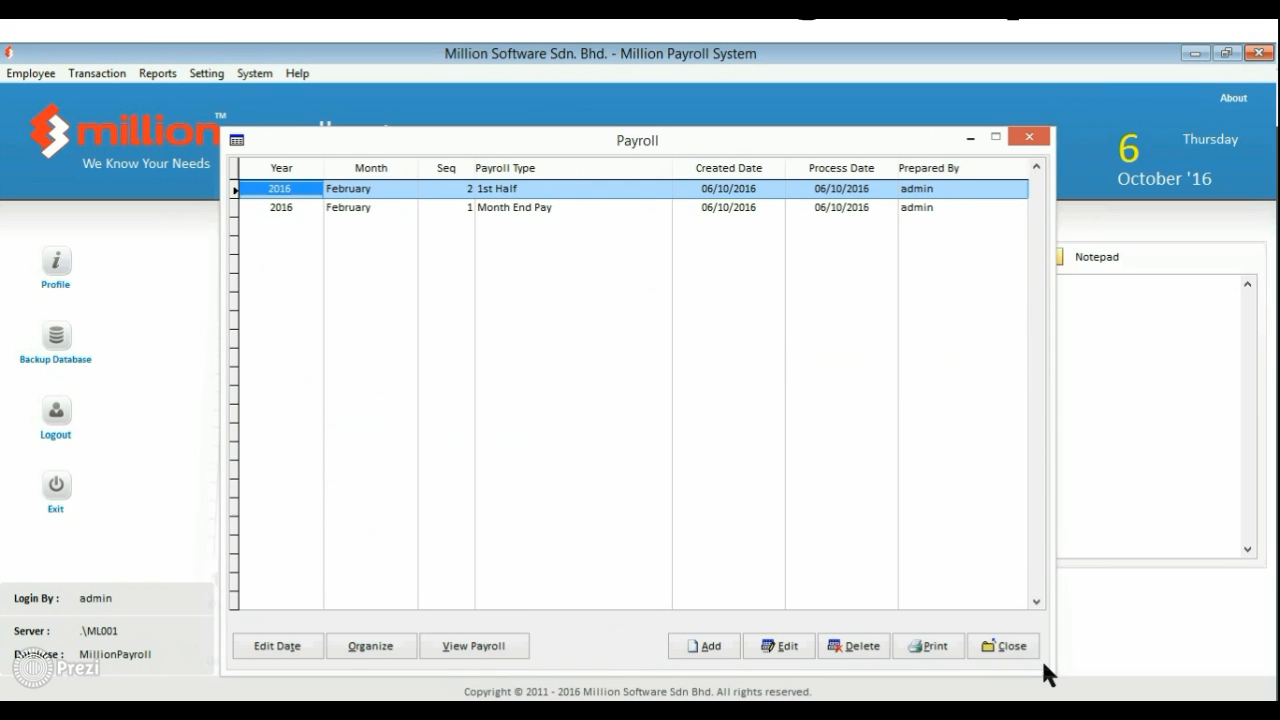 Million Software Sdn. Bhd. - Million Payroll System
Employee Transaction Reports Setting System Help
About
million™
We Know Your Needs
6 Thursday
October '16
Payroll
Year Month Seq Payroll Type Created Date Process Date Prepared By
2016 February 2 1st Half 06/10/2016 06/10/2016 admin
2016 February 1 Month End Pay 06/10/2016 06/10/2016 admin
Notepad
Profile
Backup Database
Logout
Exit
Login By : admin
Server : .\ML001
Database : MillionPayroll
Prezi
Edit Date Organize View Payroll Add Edit Delete Print Close
Copyright © 2011 - 2016 Million Software Sdn Bhd. All rights reserved.